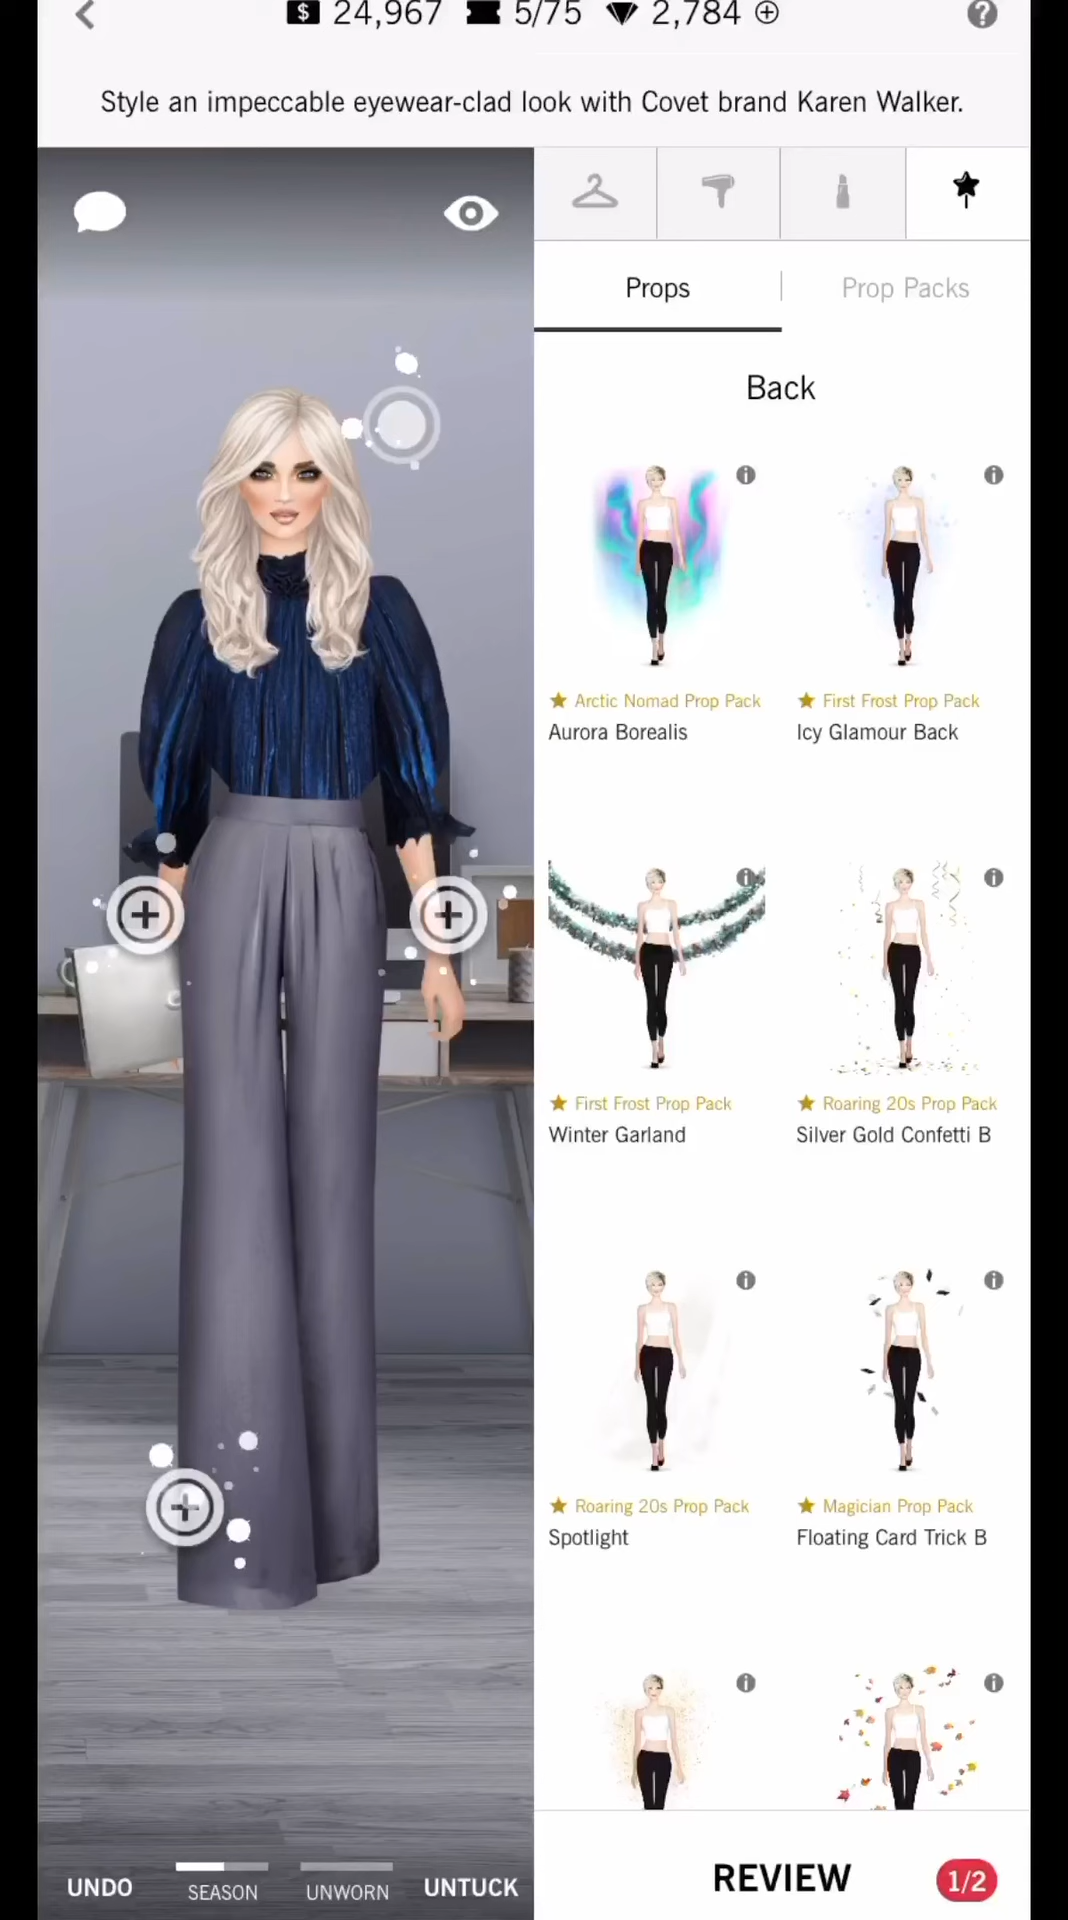 $ 24,967 5/75 2,784
Style an impeccable eyewear-clad look with Covet brand Karen Walker.
Props
Prop Packs
Back
Arctic Nomad Prop Pack
Aurora Borealis
First Frost Prop Pack
Icy Glamour Back
First Frost Prop Pack
Winter Garland
Roaring 20s Prop Pack
Silver Gold Confetti B
Roaring 20s Prop Pack
Spotlight
Magician Prop Pack
Floating Card Trick B
UNDO
SEASON
UNWORN
UNTUCK
REVIEW
1/2